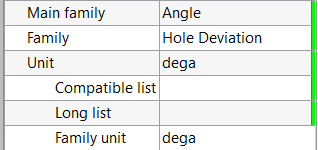 Main family Angle
Family Hole Deviation
Unit dega
Compatible list
Long list
Family unit dega